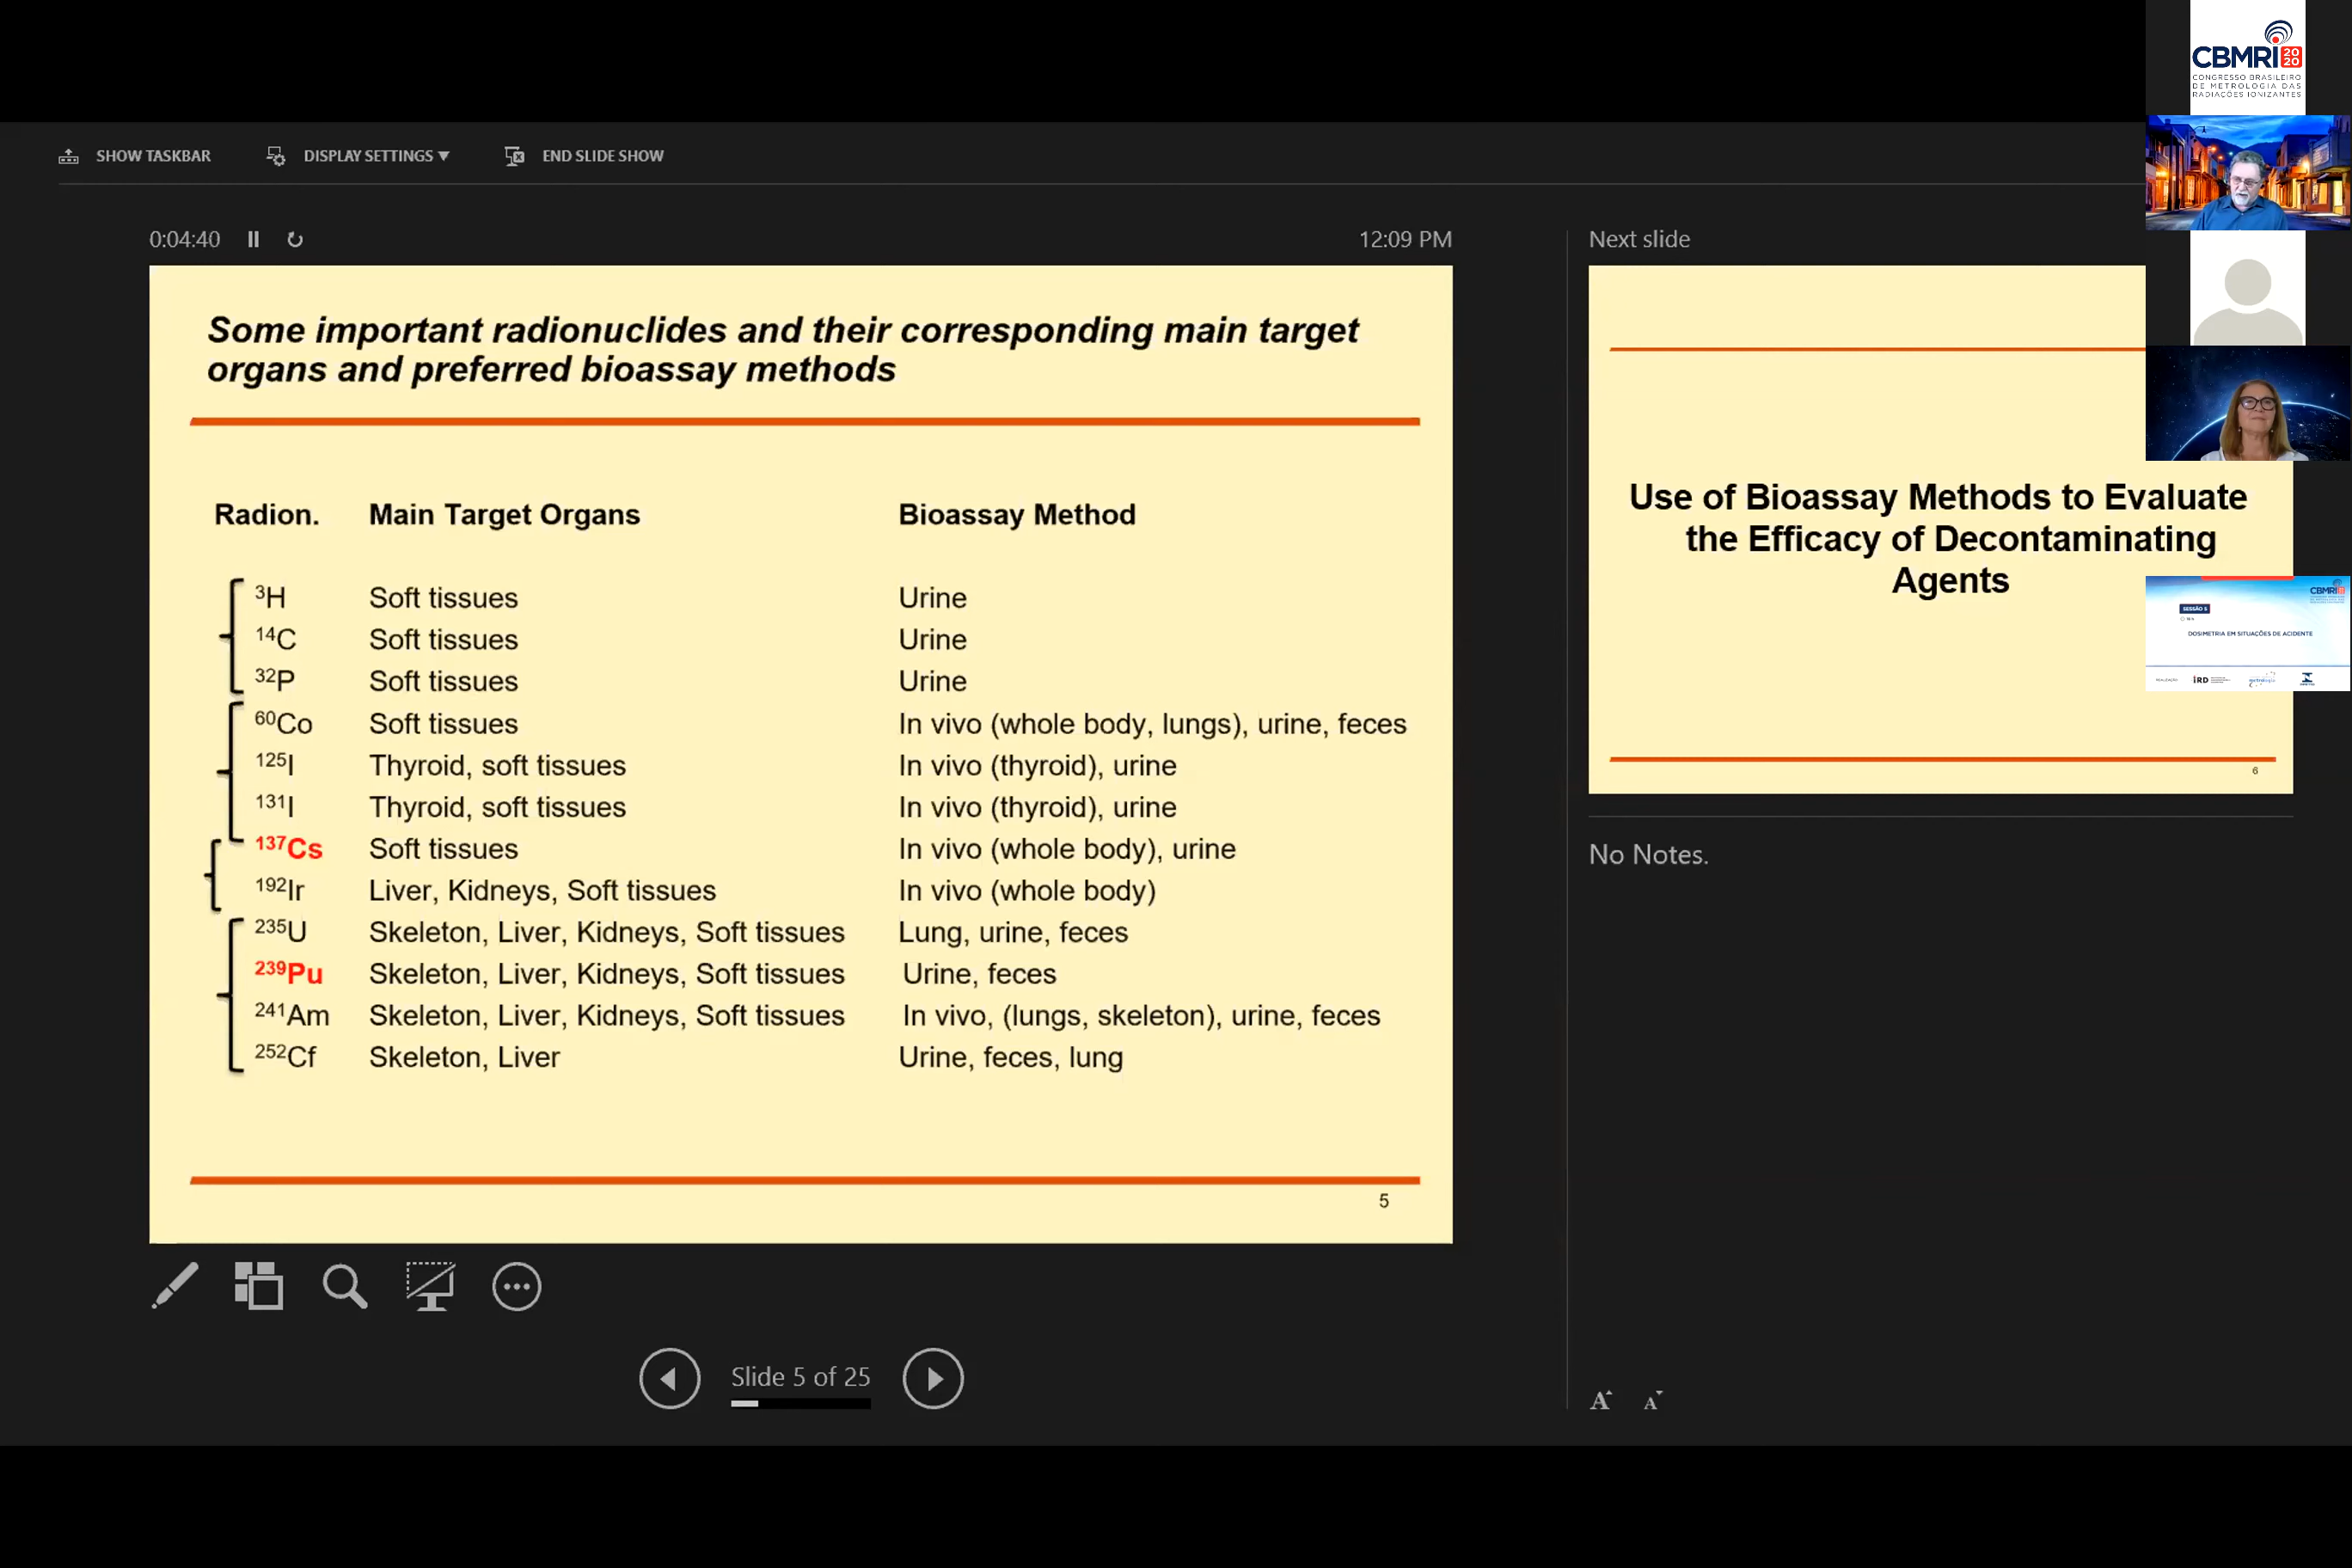 SHOW TASKBAR DISPLAY SETTINGS ▼ END SLIDE SHOW
0:04:40 12:09 PM
Some important radionuclides and their corresponding main target
organs and preferred bioassay methods
Radion. Main Target Organs Bioassay Method
³H Soft tissues Urine
¹⁴C Soft tissues Urine
³²P Soft tissues Urine
⁶⁰Co Soft tissues In vivo (whole body, lungs), urine, feces
¹²⁵I Thyroid, soft tissues In vivo (thyroid), urine
¹³¹I Thyroid, soft tissues In vivo (thyroid), urine
¹³⁷Cs Soft tissues In vivo (whole body), urine
¹⁹²Ir Liver, Kidneys, Soft tissues In vivo (whole body)
²³⁵U Skeleton, Liver, Kidneys, Soft tissues Lung, urine, feces
²³⁹Pu Skeleton, Liver, Kidneys, Soft tissues Urine, feces
²⁴¹Am Skeleton, Liver, Kidneys, Soft tissues In vivo, (lungs, skeleton), urine, feces
²⁵²Cf Skeleton, Liver Urine, feces, lung
5
Slide 5 of 25
Next slide
Use of Bioassay Methods to Evaluate
the Efficacy of Decontaminating
Agents
6
No Notes.
A A
CBMRI 2020
CONGRESSO BRASILEIRO
DE METROLOGIA DAS
RADIAÇÕES IONIZANTES
CBMRI
SESSÃO 5
DOSIMETRIA EM SITUAÇÕES DE ACIDENTE
REALIZAÇÃO IRD